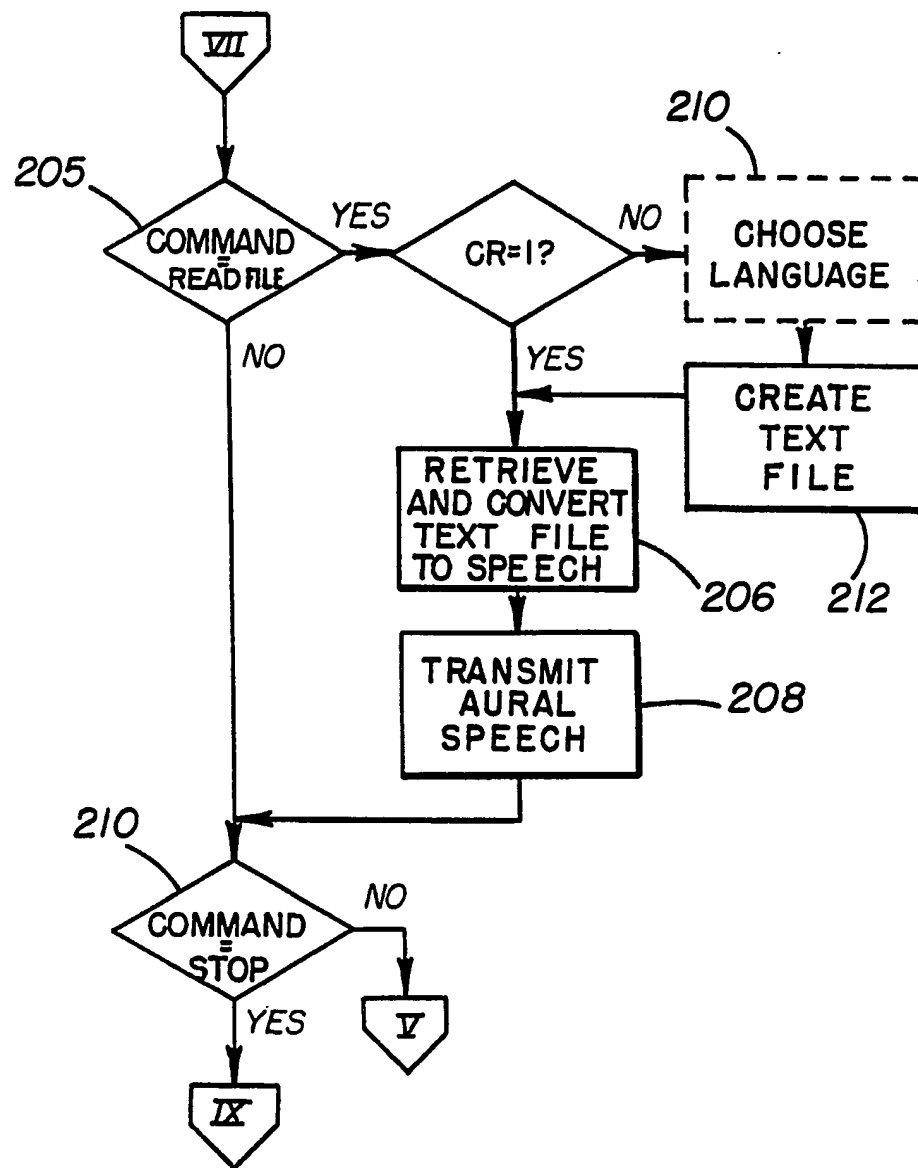 VII
210
205
YES
NO
COMMAND
=
READ FILE
CR=1?
CHOOSE
LANGUAGE
NO
YES
CREATE
TEXT
FILE
RETRIEVE
AND CONVERT
TEXT FILE
TO SPEECH
206
212
TRANSMIT
AURAL
SPEECH
208
210
NO
COMMAND
=
STOP
YES
V
IX